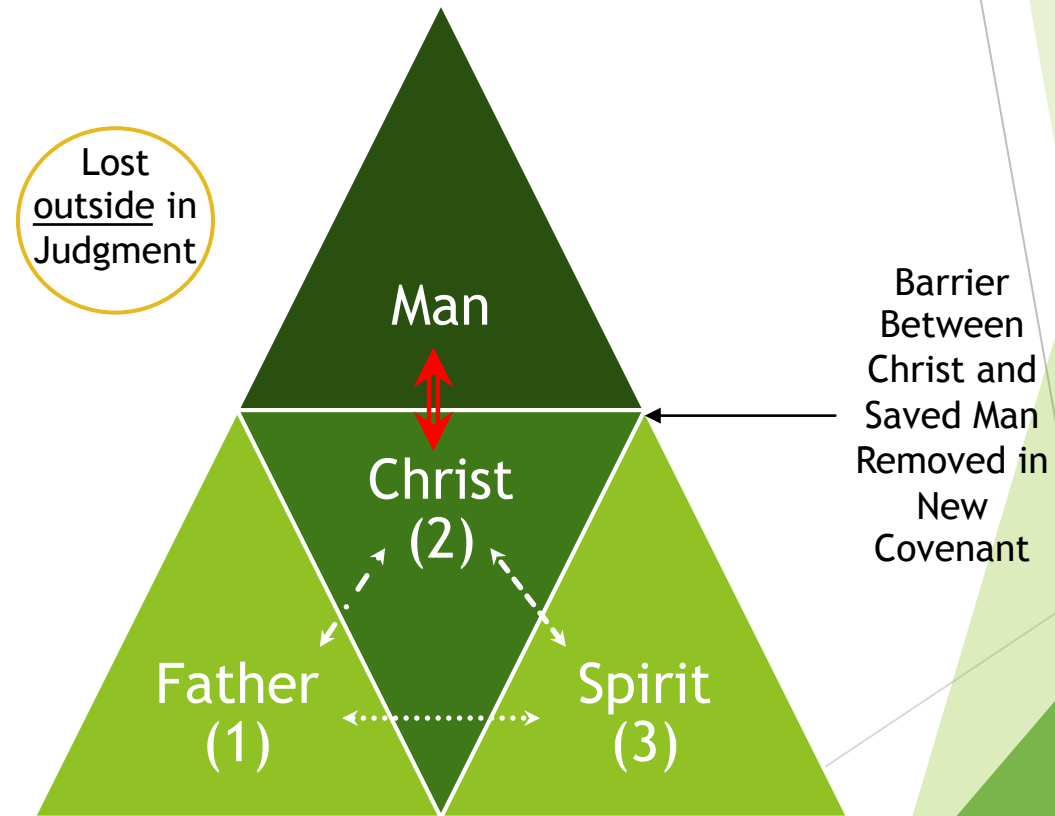 Lost
outside in
Judgment
Man
Barrier
Between
Christ and
Saved Man
Removed in
New
Covenant
Christ
(2)
Father
(1)
Spirit
(3)